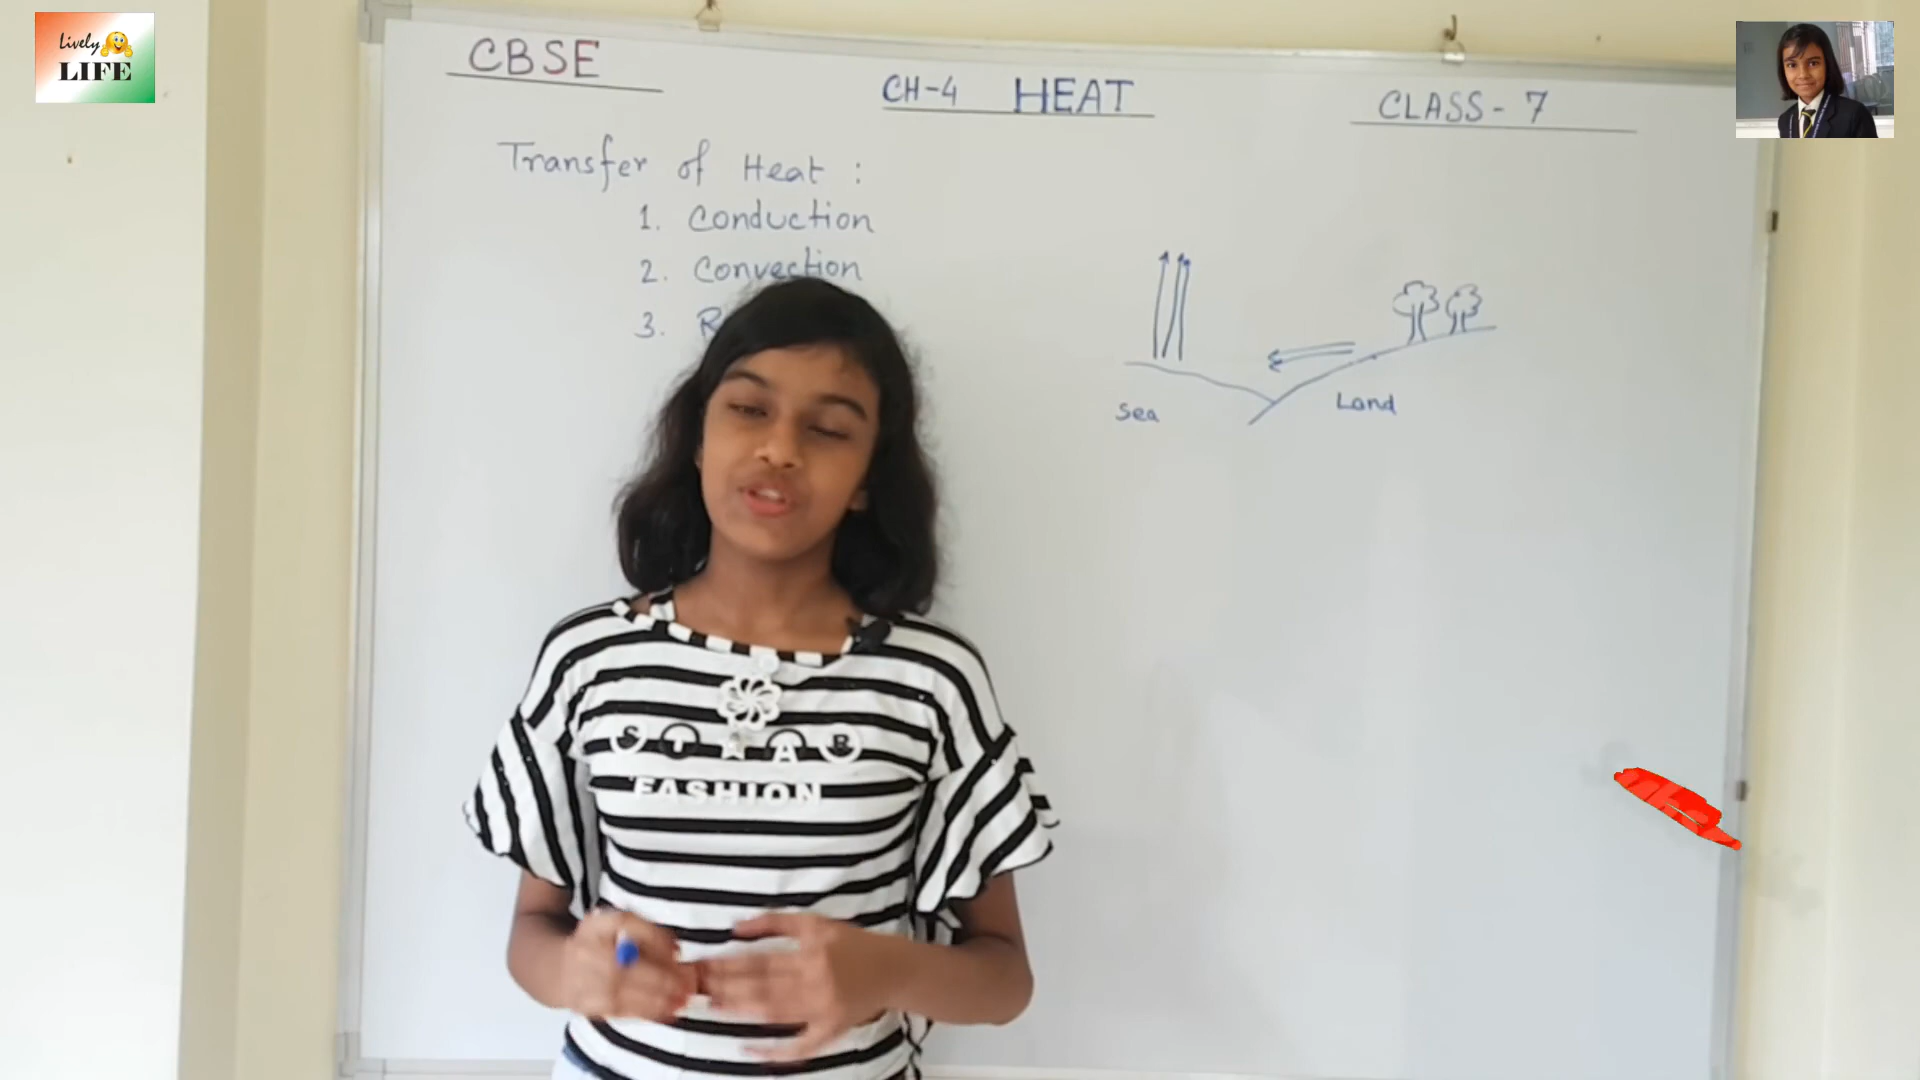 Lively
LIFE
CBSE
CH-4 HEAT
CLASS - 7
Transfer of Heat :
1. Conduction
2. Convection
3.
Sea
Land
STAR
FASHION